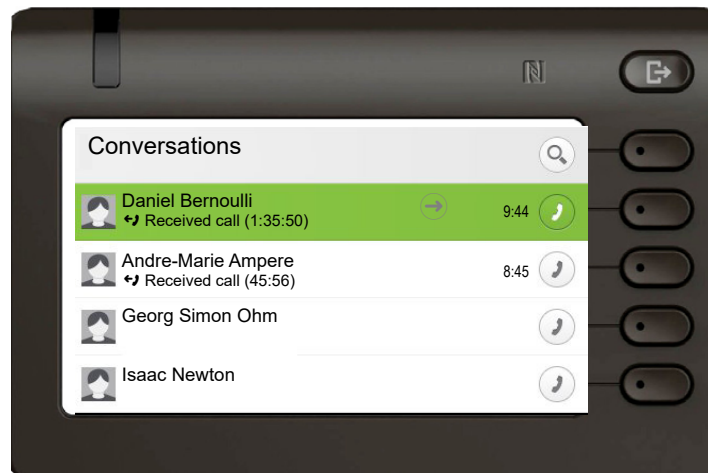 Conversations
Daniel Bernoulli
Received call (1:35:50)
9:44
Andre-Marie Ampere
Received call (45:56)
8:45
Georg Simon Ohm
Isaac Newton